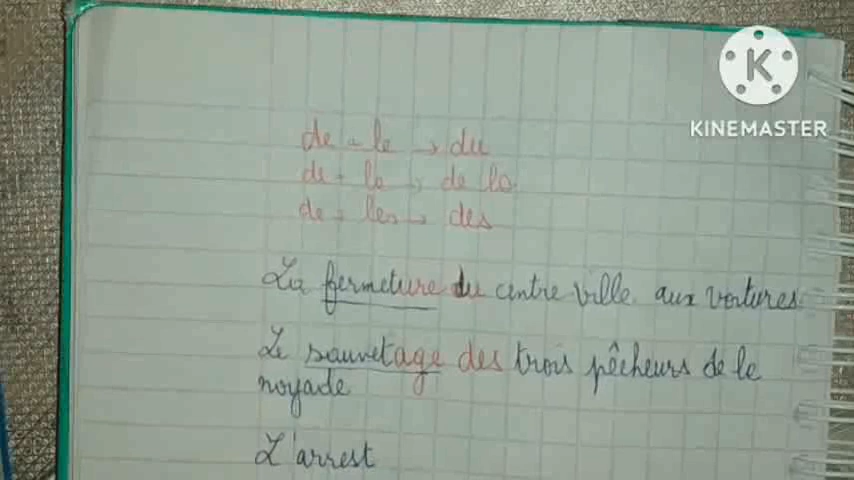 KINEMASTER
de + le → du
de + la → de la
de + les → des
La fermeture du centre ville aux voitures.
Le sauvetage des trois pêcheurs de le
noyade
L'arrest